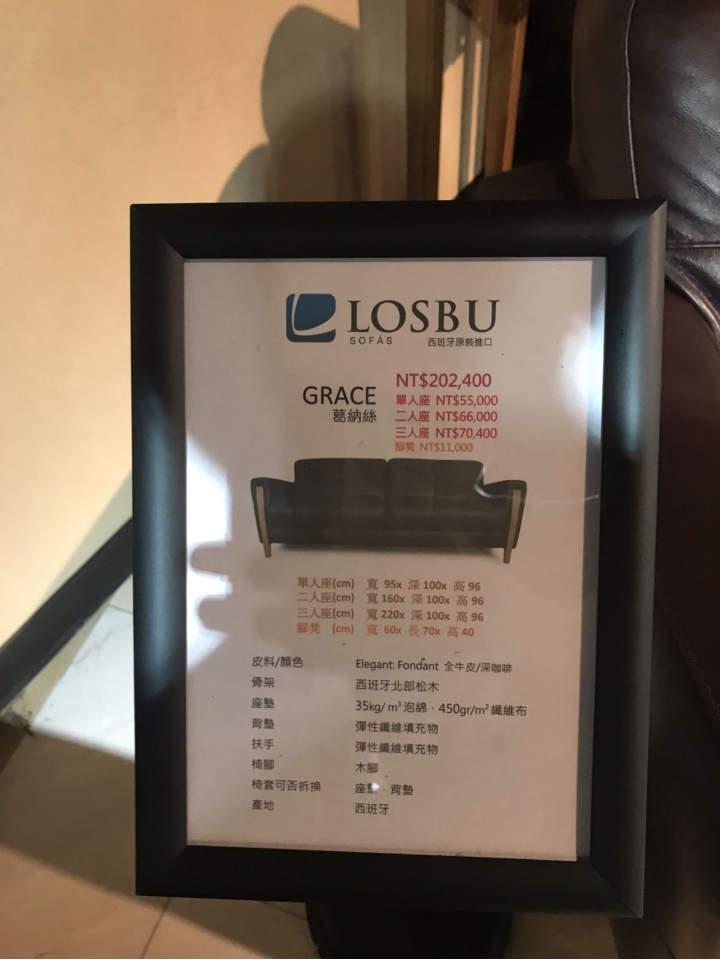 LOSBU
SOFÁS 西班牙原裝進口
GRACE
葛納絲
NT$202,400
單人座 NT$55,000
二人座 NT$66,000
三人座 NT$70,400
腳凳 NT$11,000
單人座(cm) 寬 95x 深 100x 高 96
二人座(cm) 寬 160x 深 100x 高 96
三人座(cm) 寬 220x 深 100x 高 96
腳凳 (cm) 寬 60x 長 70x 高 40
皮料/顏色 Elegant: Fondant 全牛皮/深咖啡
骨架 西班牙北部松木
座墊 35kg/ m³ 泡綿、450gr/m² 纖維布
背墊 彈性纖維填充物
扶手 彈性纖維填充物
椅腳 木腳
椅套可否拆換 座墊、背墊
產地 西班牙